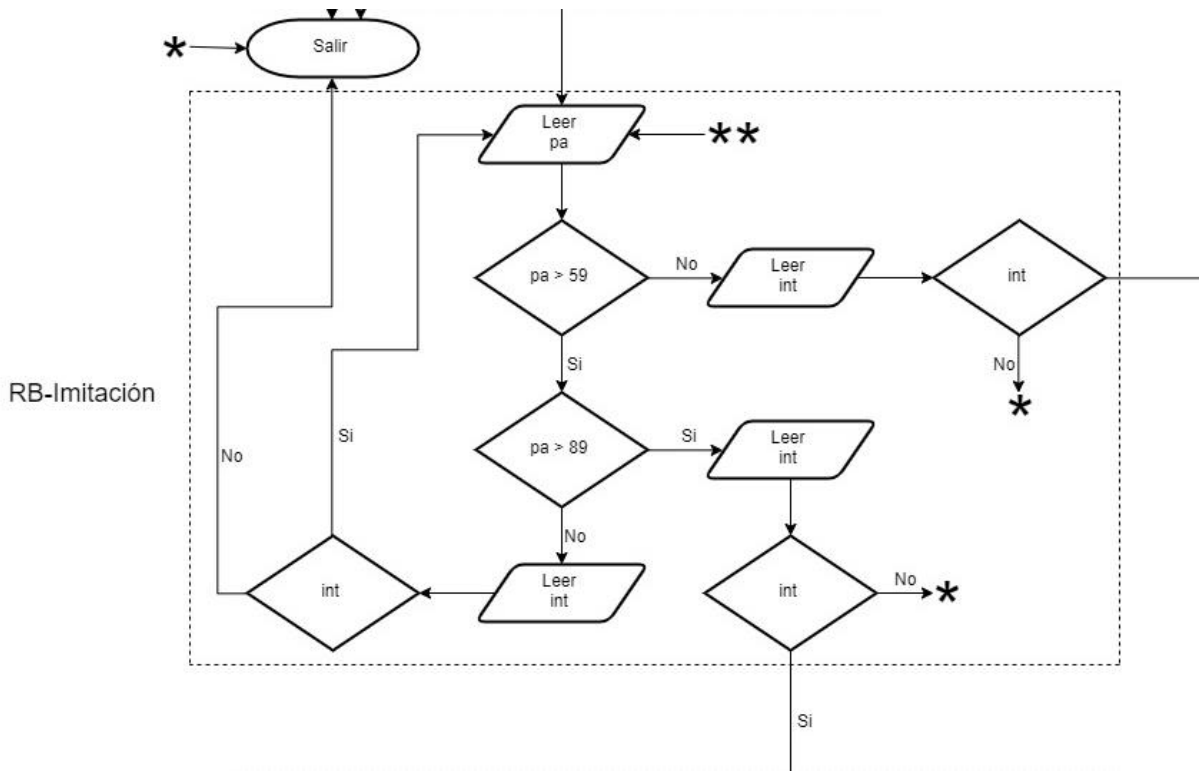 *
Salir
Leer
pa
**
pa > 59
No
Leer
int
int
Si
No
*
RB-Imitación
No
Si
pa > 89
Si
Leer
int
No
int
Leer
int
int
No
*
Si